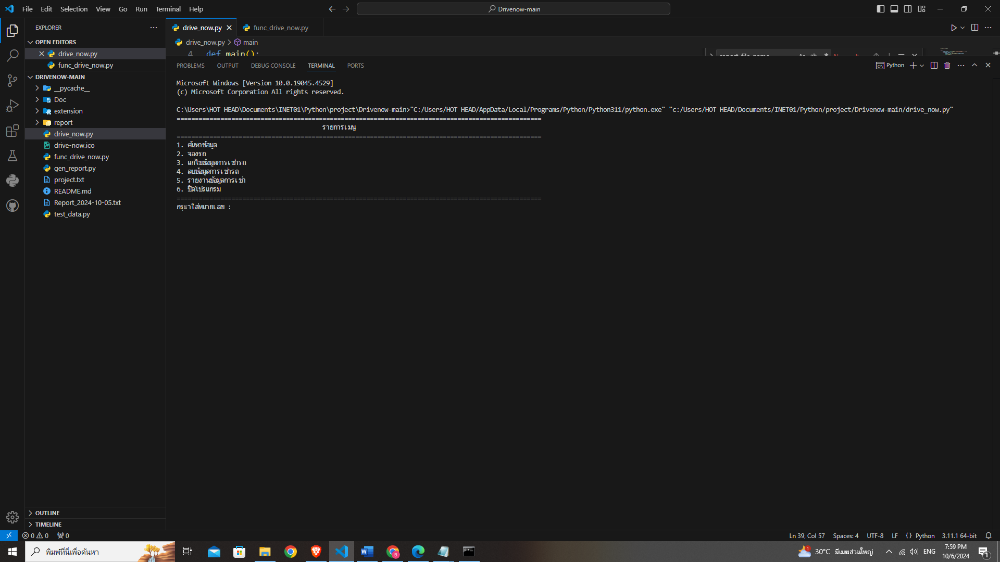 File Edit Selection View Go Run Terminal Help
Drivenow-main
EXPLORER
OPEN EDITORS
drive_now.py
func_drive_now.py
DRIVENOW-MAIN
__pycache__
Doc
extension
report
drive_now.py
drive-now.ico
func_drive_now.py
gen_report.py
project.txt
README.md
Report_2024-10-05.txt
test_data.py
OUTLINE
TIMELINE
drive_now.py func_drive_now.py
drive_now.py main
4 def main():
PROBLEMS OUTPUT DEBUG CONSOLE TERMINAL PORTS
Python
Microsoft Windows [Version 10.0.19045.4529]
(c) Microsoft Corporation All rights reserved.
C:\Users\HOT HEAD\Documents\INET01\Python\project\Drivenow-main>"C:/Users/HOT HEAD/AppData/Local/Programs/Python/Python311/python.exe" "c:/Users/HOT HEAD/Documents/INET01/Python/project/Drivenow-main/drive_now.py"
====================================================================================================
รายการเมนู
====================================================================================================
1. ค้นหาข้อมูล
2. จองรถ
3. แก้ไขข้อมูลการเช่ารถ
4. ลบข้อมูลการเช่ารถ
5. รายงานข้อมูลการเช่า
6. ปิดโปรแกรม
====================================================================================================
กรุณาใส่หมายเลข :
0 0 0
Ln 39, Col 57 Spaces: 4 UTF-8 LF {} Python 3.11.1 64-bit
พิมพ์ที่นี่เพื่อค้นหา
1 30°C มีเมฆส่วนใหญ่ ENG
7:59 PM
10/6/2024
1